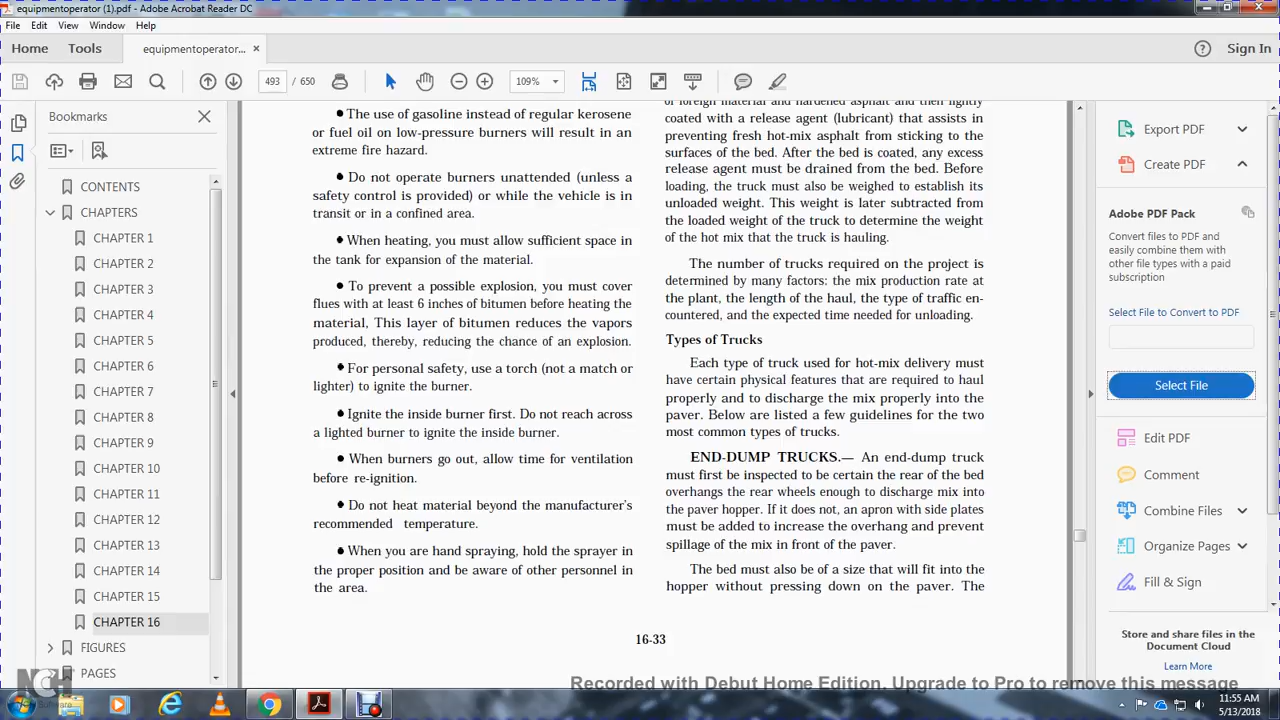 equipmentoperator (1).pdf - Adobe Acrobat Reader DC
File Edit View Window Help
Home Tools equipmentoperator... × Sign In
493 / 650 109%
Bookmarks
CONTENTS
CHAPTERS
CHAPTER 1
CHAPTER 2
CHAPTER 3
CHAPTER 4
CHAPTER 5
CHAPTER 6
CHAPTER 7
CHAPTER 8
CHAPTER 9
CHAPTER 10
CHAPTER 11
CHAPTER 12
CHAPTER 13
CHAPTER 14
CHAPTER 15
CHAPTER 16
FIGURES
PAGES
● The use of gasoline instead of regular kerosene
or fuel oil on low-pressure burners will result in an
extreme fire hazard.
● Do not operate burners unattended (unless a
safety control is provided) or while the vehicle is in
transit or in a confined area.
● When heating, you must allow sufficient space in
the tank for expansion of the material.
● To prevent a possible explosion, you must cover
flues with at least 6 inches of bitumen before heating the
material, This layer of bitumen reduces the vapors
produced, thereby, reducing the chance of an explosion.
● For personal safety, use a torch (not a match or
lighter) to ignite the burner.
● Ignite the inside burner first. Do not reach across
a lighted burner to ignite the inside burner.
● When burners go out, allow time for ventilation
before re-ignition.
● Do not heat material beyond the manufacturer's
recommended temperature.
● When you are hand spraying, hold the sprayer in
the proper position and be aware of other personnel in
the area.
of foreign material and hardened asphalt and then lightly
coated with a release agent (lubricant) that assists in
preventing fresh hot-mix asphalt from sticking to the
surfaces of the bed. After the bed is coated, any excess
release agent must be drained from the bed. Before
loading, the truck must also be weighed to establish its
unloaded weight. This weight is later subtracted from
the loaded weight of the truck to determine the weight
of the hot mix that the truck is hauling.
The number of trucks required on the project is
determined by many factors: the mix production rate at
the plant, the length of the haul, the type of traffic en-
countered, and the expected time needed for unloading.
Types of Trucks
Each type of truck used for hot-mix delivery must
have certain physical features that are required to haul
properly and to discharge the mix properly into the
paver. Below are listed a few guidelines for the two
most common types of trucks.
END-DUMP TRUCKS.— An end-dump truck
must first be inspected to be certain the rear of the bed
overhangs the rear wheels enough to discharge mix into
the paver hopper. If it does not, an apron with side plates
must be added to increase the overhang and prevent
spillage of the mix in front of the paver.
The bed must also be of a size that will fit into the
hopper without pressing down on the paver. The
16-33
Export PDF
Create PDF
Adobe PDF Pack
Convert files to PDF and
easily combine them with
other file types with a paid
subscription
Select File to Convert to PDF
Select File
Edit PDF
Comment
Combine Files
Organize Pages
Fill & Sign
Store and share files in the
Document Cloud
Learn More
NCH
Software
Recorded with Debut Home Edition. Upgrade to Pro to remove this message
11:55 AM
5/13/2018